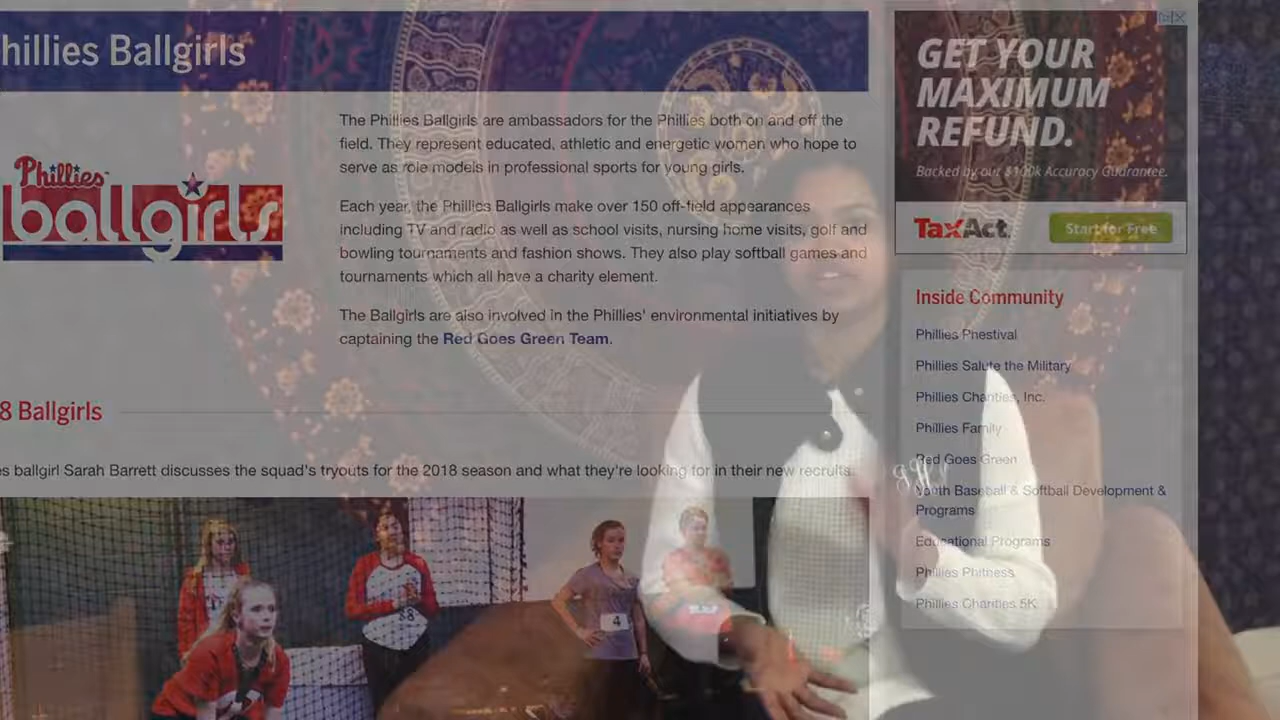 hillies Ballgirls
Phillies
ballgirls
The Phillies Ballgirls are ambassadors for the Phillies both on and off the
field. They represent educated, athletic and energetic women who hope to
serve as role models in professional sports for young girls.
Each year, the Phillies Ballgirls make over 150 off-field appearances
including TV and radio as well as school visits, nursing home visits, golf and
bowling tournaments and fashion shows. They also play softball games and
tournaments which all have a charity element.
The Ballgirls are also involved in the Phillies' environmental initiatives by
captaining the Red Goes Green Team.
8 Ballgirls
es ballgirl Sarah Barrett discusses the squad's tryouts for the 2018 season and what they're looking for in their new recruits.
4
GET YOUR
MAXIMUM
REFUND.
Backed by our $100k Accuracy Guarantee.
TaxAct.
Start for Free
Inside Community
Phillies Phestival
Phillies Salute the Military
Phillies Charities, Inc.
Phillies Family
Red Goes Green
Youth Baseball & Softball Development &
Programs
Educational Programs
Phillies Phitness
Phillies Charities 5K